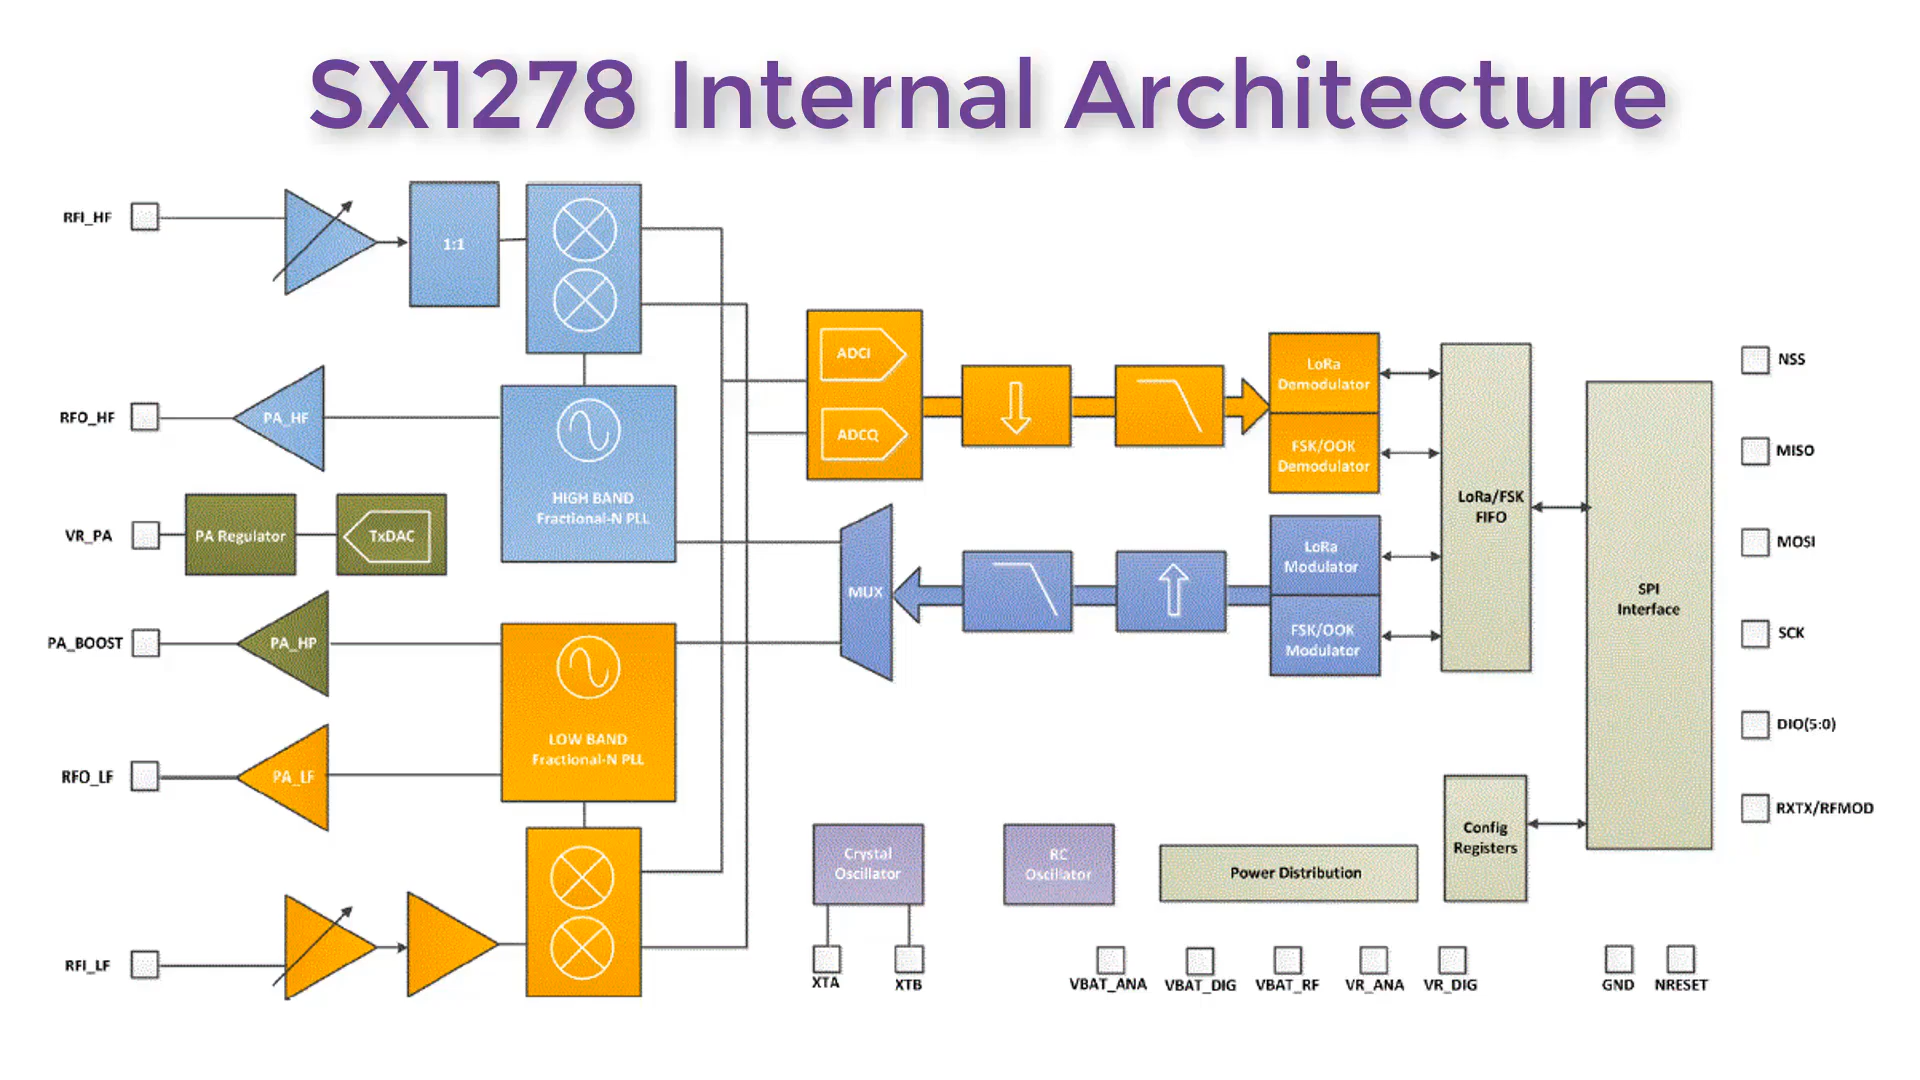 SX1278 Internal Architecture
RFI_HF
1:1
RFO_HF
PA_HF
HIGH BAND
Fractional-N PLL
VR_PA
PA Regulator
TxDAC
PA_BOOST
PA_HP
LOW BAND
Fractional-N PLL
RFO_LF
PA_LF
RFI_LF
ADCI
ADCQ
MUX
LoRa
Demodulator
FSK/OOK
Demodulator
LoRa
Modulator
FSK/OOK
Modulator
LoRa/FSK
FIFO
SPI
Interface
Config
Registers
Crystal
Oscillator
RC
Oscillator
Power Distribution
NSS
MISO
MOSI
SCK
DIO(5:0)
RXTX/RFMOD
XTA
XTB
VBAT_ANA
VBAT_DIG
VBAT_RF
VR_ANA
VR_DIG
GND
NRESET